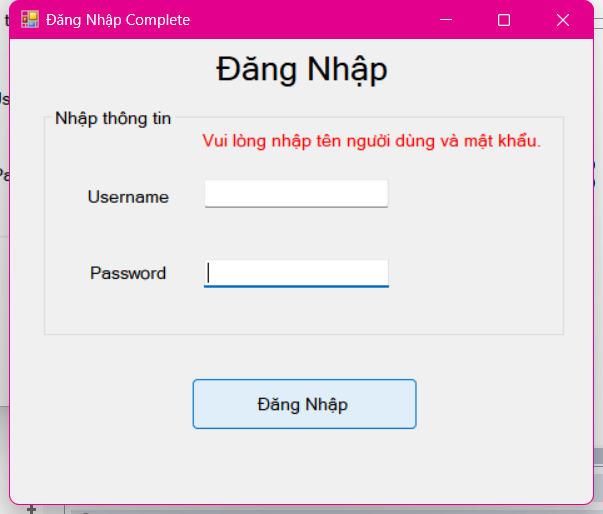 Đăng Nhập Complete
Đăng Nhập
Nhập thông tin
Vui lòng nhập tên người dùng và mật khẩu.
Username
Password
Đăng Nhập